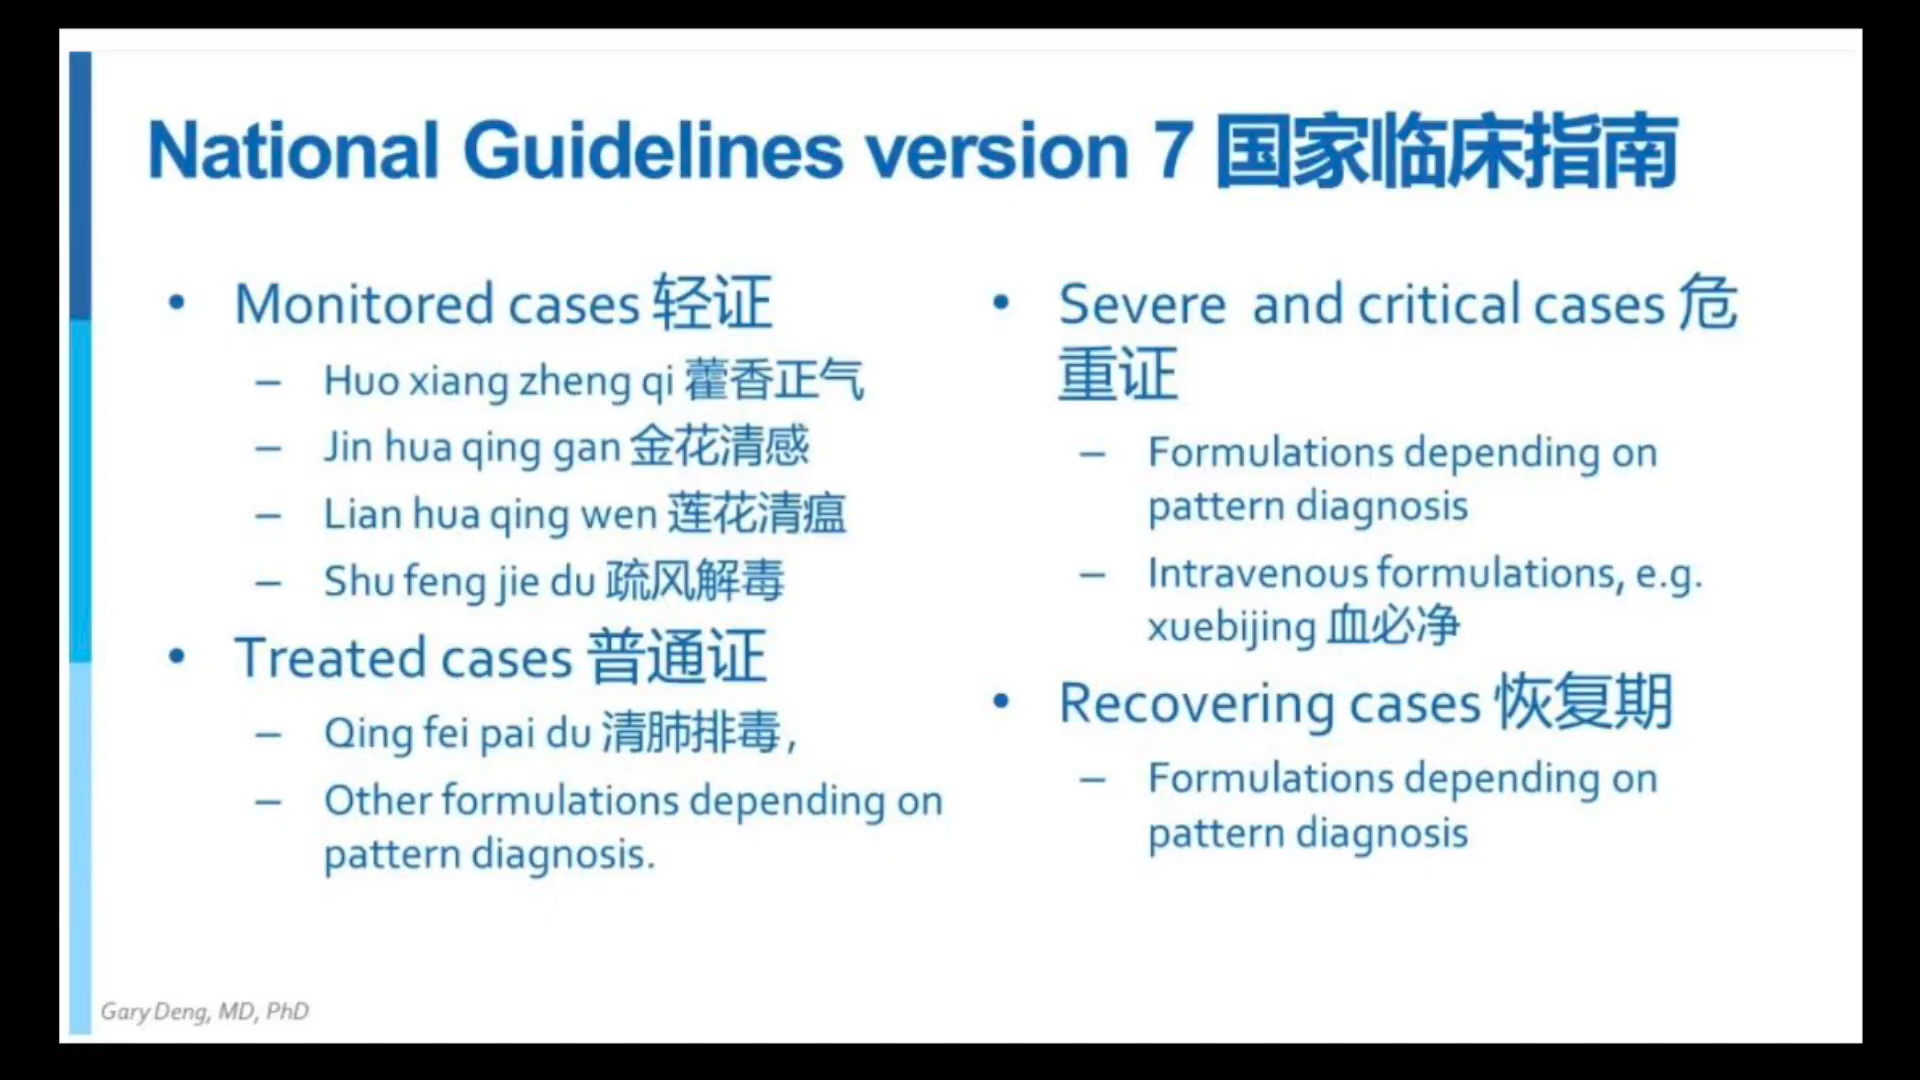 National Guidelines version 7 国家临床指南
• Monitored cases 轻证
– Huo xiang zheng qi 藿香正气
– Jin hua qing gan 金花清感
– Lian hua qing wen 莲花清瘟
– Shu feng jie du 疏风解毒
• Treated cases 普通证
– Qing fei pai du 清肺排毒,
– Other formulations depending on
pattern diagnosis.
• Severe and critical cases 危
重证
– Formulations depending on
pattern diagnosis
– Intravenous formulations, e.g.
xuebijing 血必净
• Recovering cases 恢复期
– Formulations depending on
pattern diagnosis
Gary Deng, MD, PhD